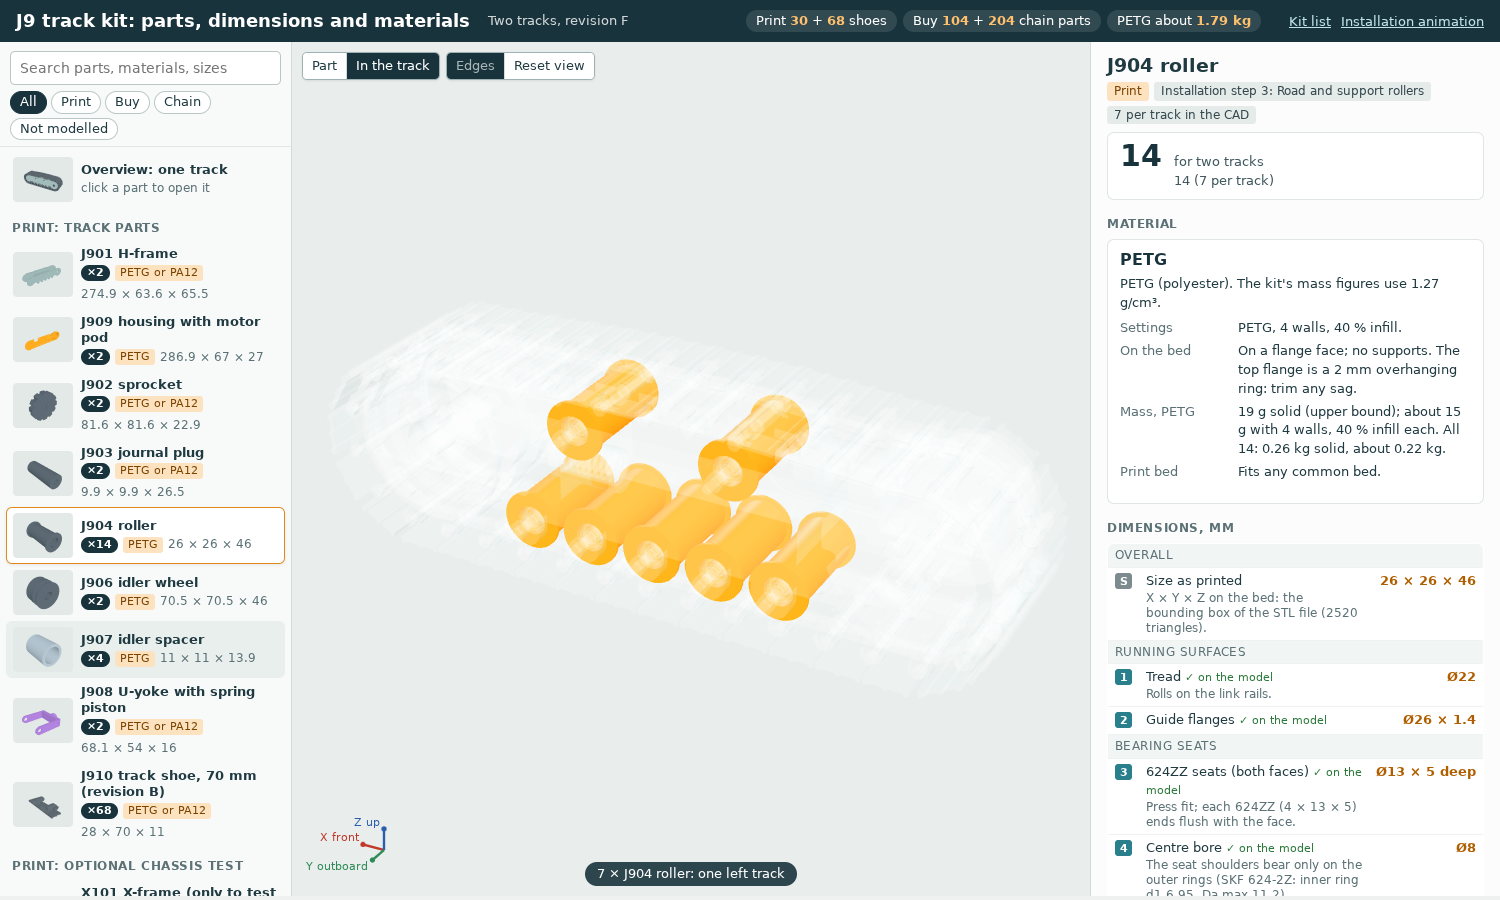 J9 track kit: parts, dimensions and materials
Two tracks, revision F
Print 30 + 68 shoes
Buy 104 + 204 chain parts
PETG about 1.79 kg
Kit list
Installation animation
Search parts, materials, sizes
All
Print
Buy
Chain
Not modelled
Overview: one track
click a part to open it
PRINT: TRACK PARTS
J901 H-frame
×2 PETG or PA12
274.9 × 63.6 × 65.5
J909 housing with motor
pod
×2 PETG 286.9 × 67 × 27
J902 sprocket
×2 PETG or PA12
81.6 × 81.6 × 22.9
J903 journal plug
×2 PETG or PA12
9.9 × 9.9 × 26.5
J904 roller
×14 PETG 26 × 26 × 46
J906 idler wheel
×2 PETG 70.5 × 70.5 × 46
J907 idler spacer
×4 PETG 11 × 11 × 13.9
J908 U-yoke with spring
piston
×2 PETG or PA12
68.1 × 54 × 16
J910 track shoe, 70 mm
(revision B)
×68 PETG or PA12
28 × 70 × 11
PRINT: OPTIONAL CHASSIS TEST
X101 X-frame (only to test
Part
In the track
Edges
Reset view
Z up
X front
Y outboard
7 × J904 roller: one left track
J904 roller
Print
Installation step 3: Road and support rollers
7 per track in the CAD
14 for two tracks
14 (7 per track)
MATERIAL
PETG
PETG (polyester). The kit's mass figures use 1.27
g/cm³.
Settings PETG, 4 walls, 40 % infill.
On the bed On a flange face; no supports. The
top flange is a 2 mm overhanging
ring: trim any sag.
Mass, PETG 19 g solid (upper bound); about 15
g with 4 walls, 40 % infill each. All
14: 0.26 kg solid, about 0.22 kg.
Print bed Fits any common bed.
DIMENSIONS, MM
OVERALL
S Size as printed 26 × 26 × 46
X × Y × Z on the bed: the
bounding box of the STL file (2520
triangles).
RUNNING SURFACES
1 Tread ✓ on the model Ø22
Rolls on the link rails.
2 Guide flanges ✓ on the model Ø26 × 1.4
BEARING SEATS
3 624ZZ seats (both faces) ✓ on the Ø13 × 5 deep
model
Press fit; each 624ZZ (4 × 13 × 5)
ends flush with the face.
4 Centre bore ✓ on the model Ø8
The seat shoulders bear only on the
outer rings (SKF 624-2Z: inner ring
d1 6.95, Da max 11.2).